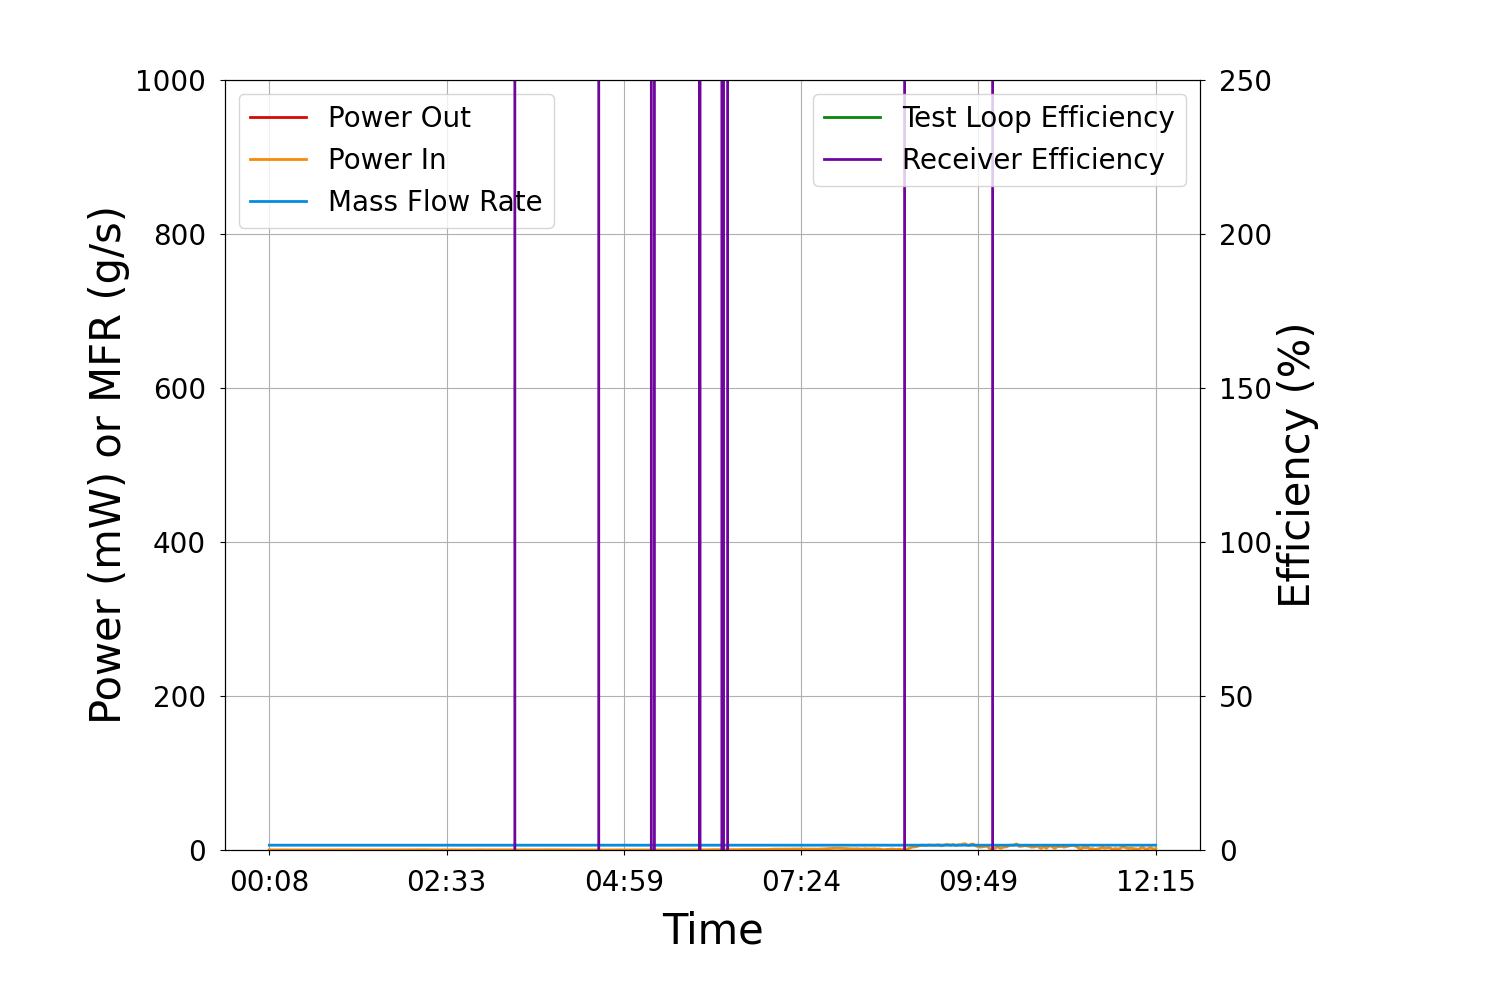 Power (mW) or MFR (g/s)
1000
800
600
400
200
0
Power Out
Power In
Mass Flow Rate
Test Loop Efficiency
Receiver Efficiency
250
200
150
100
50
0
Efficiency (%)
00:08 02:33 04:59 07:24 09:49 12:15
Time